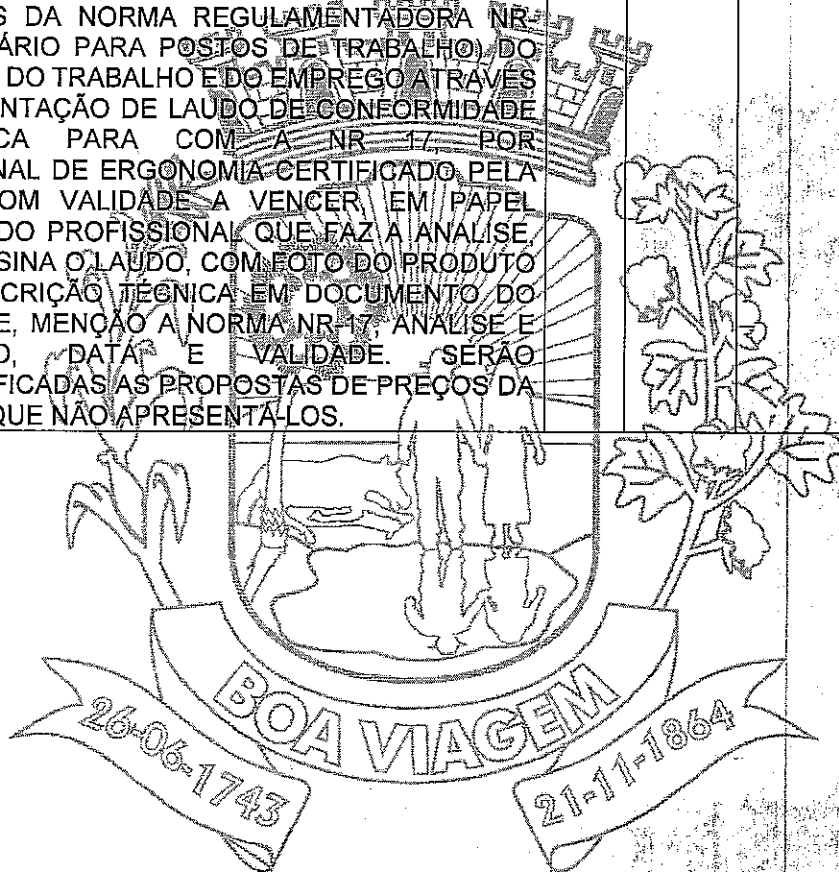 S DA NORMA REGULAMENTADORA NR-
ÁRIO PARA POSTOS DE TRABALHO) DO
DO TRABALHO E DO EMPREGO ATRAVÉS
NTAÇÃO DE LAUDO DE CONFORMIDADE
CA PARA COM A NR 17, POR
NAL DE ERGONOMIA CERTIFICADO PELA
OM VALIDADE A VENCER, EM PAPEL
DO PROFISSIONAL QUE FAZ A ANÁLISE,
SINA O LAUDO, COM FOTO DO PRODUTO
CRIÇÃO TÉCNICA EM DOCUMENTO DO
E, MENÇÃO A NORMA NR-17, ANÁLISE E
O, DATA E VALIDADE. SERÃO
FICADAS AS PROPOSTAS DE PREÇOS DA
QUE NÃO APRESENTÁ-LOS.
BOA VIAGEM
26-06-1743
21-11-1864